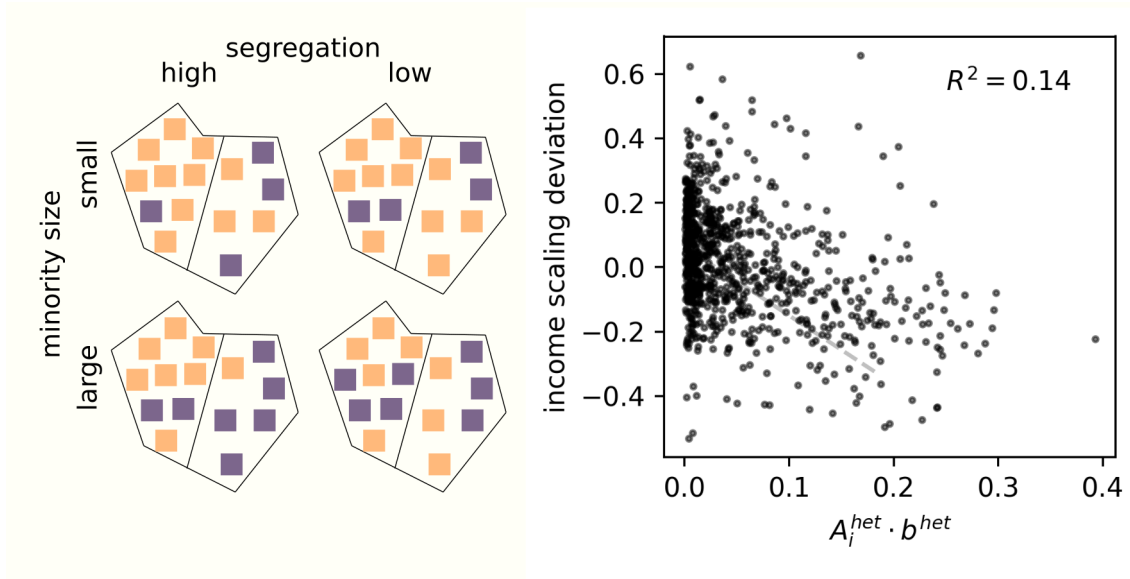 segregation
high low
minority size
small
large
income scaling deviation
0.6
0.4
0.2
0.0
−0.2
−0.4
R² = 0.14
0.0 0.1 0.2 0.3 0.4
A_i^{het} · b^{het}